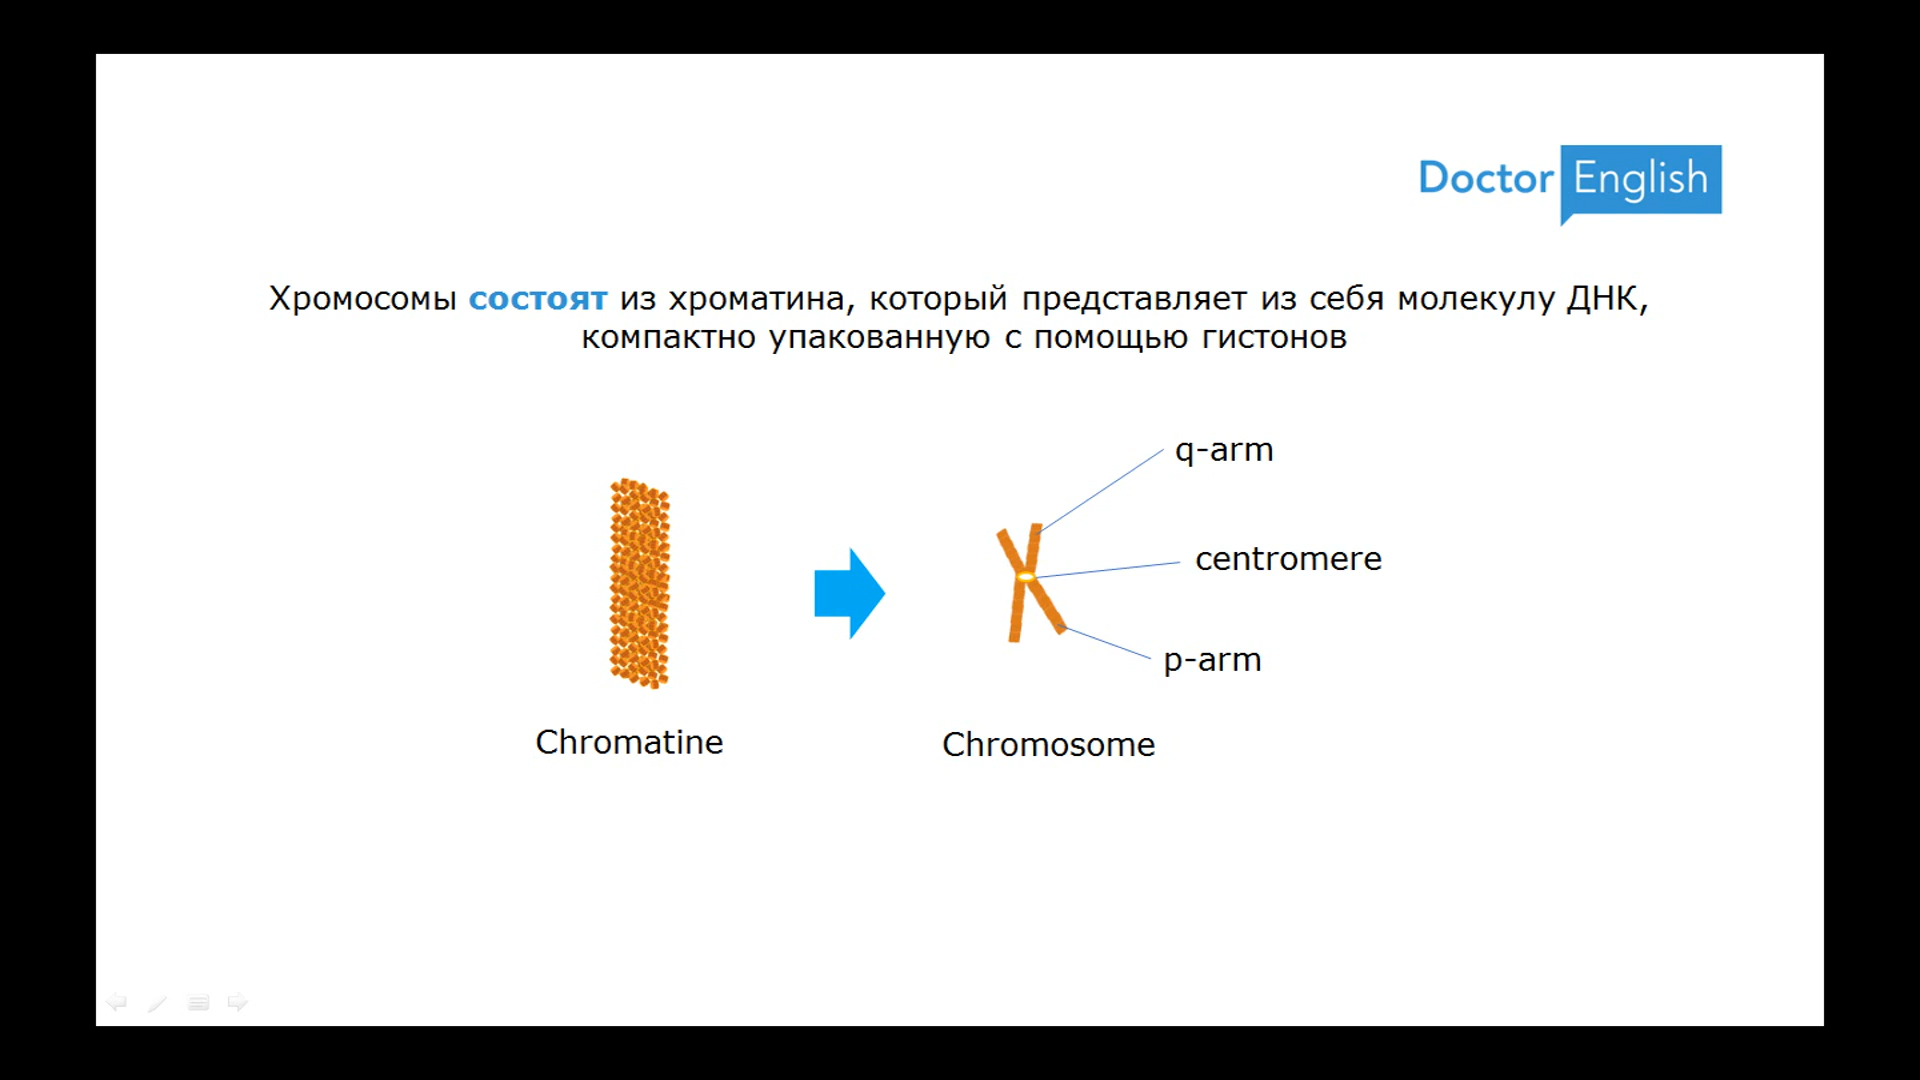 Doctor English
Хромосомы состоят из хроматина, который представляет из себя молекулу ДНК,
компактно упакованную с помощью гистонов
q-arm
centromere
p-arm
Chromatine
Chromosome